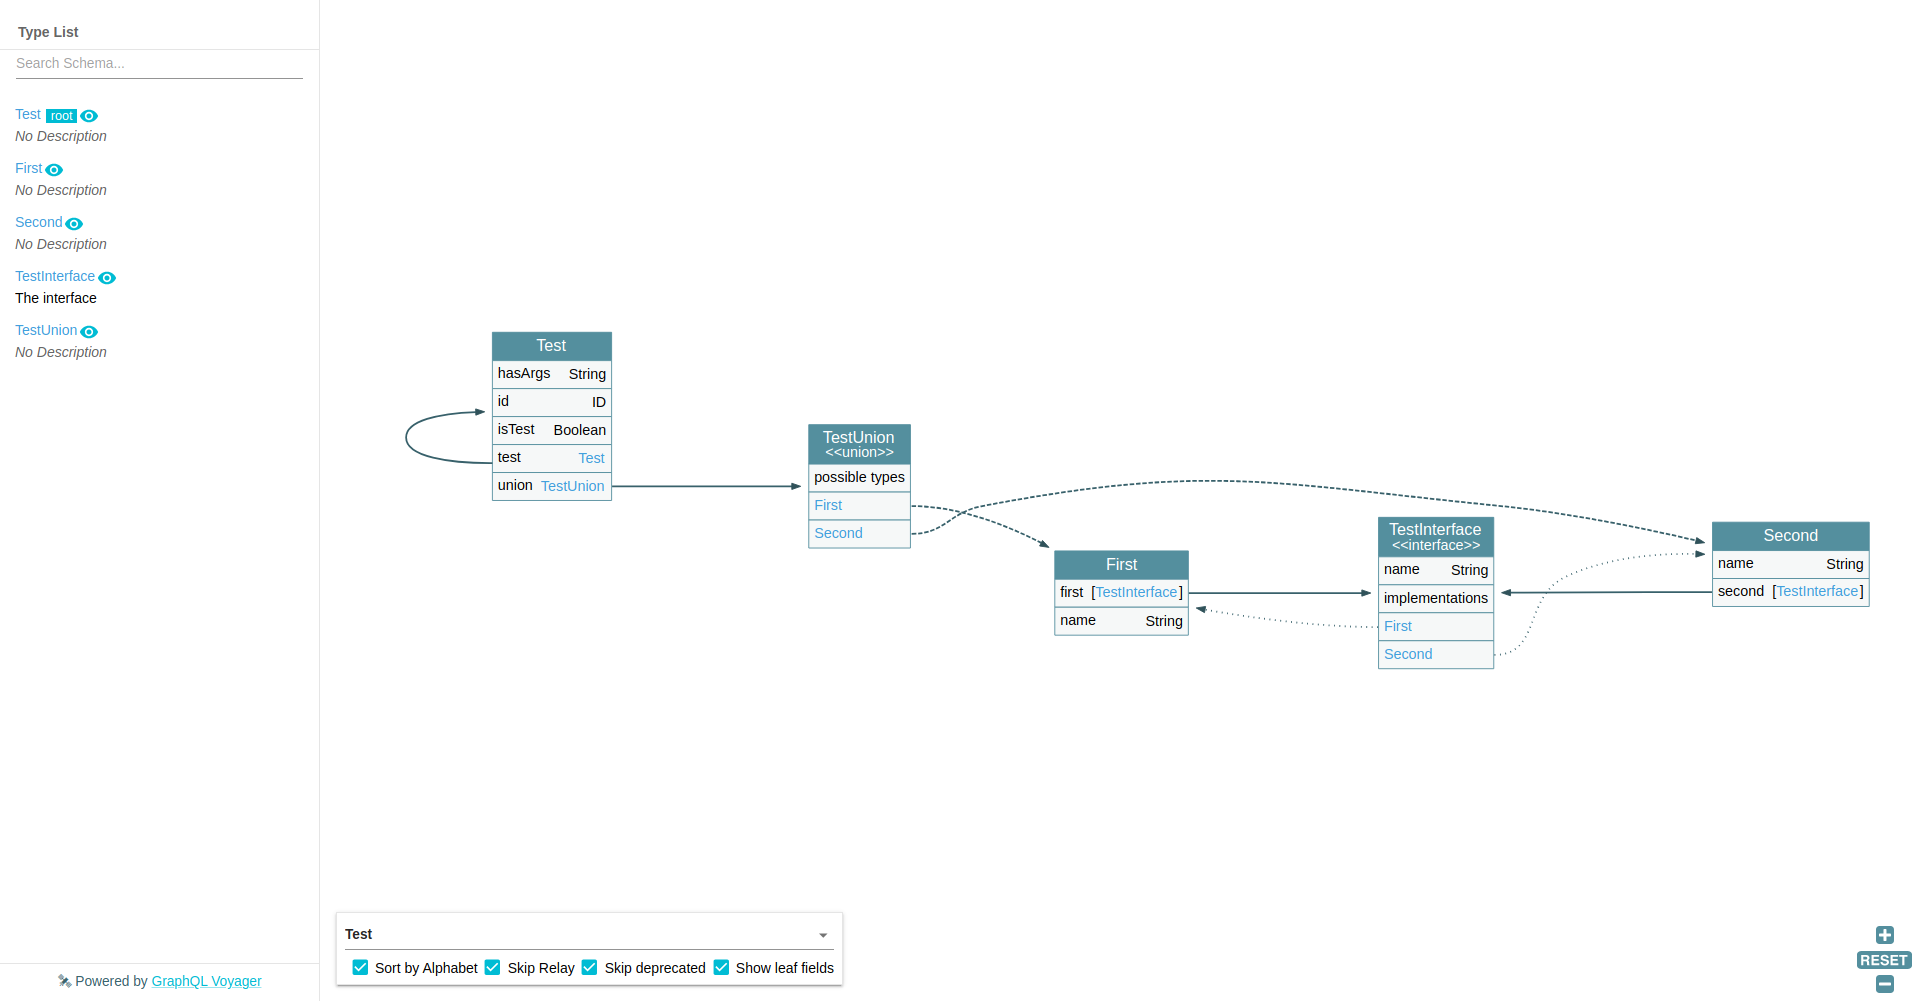 Type List
Search Schema...
Test root
No Description
First
No Description
Second
No Description
TestInterface
The interface
TestUnion
No Description
Powered by GraphQL Voyager
Test
hasArgs String
id ID
isTest Boolean
test Test
union TestUnion
TestUnion
<<union>>
possible types
First
Second
First
first [TestInterface]
name String
TestInterface
<<interface>>
name String
implementations
First
Second
Second
name String
second [TestInterface]
Test
Sort by Alphabet Skip Relay Skip deprecated Show leaf fields
RESET